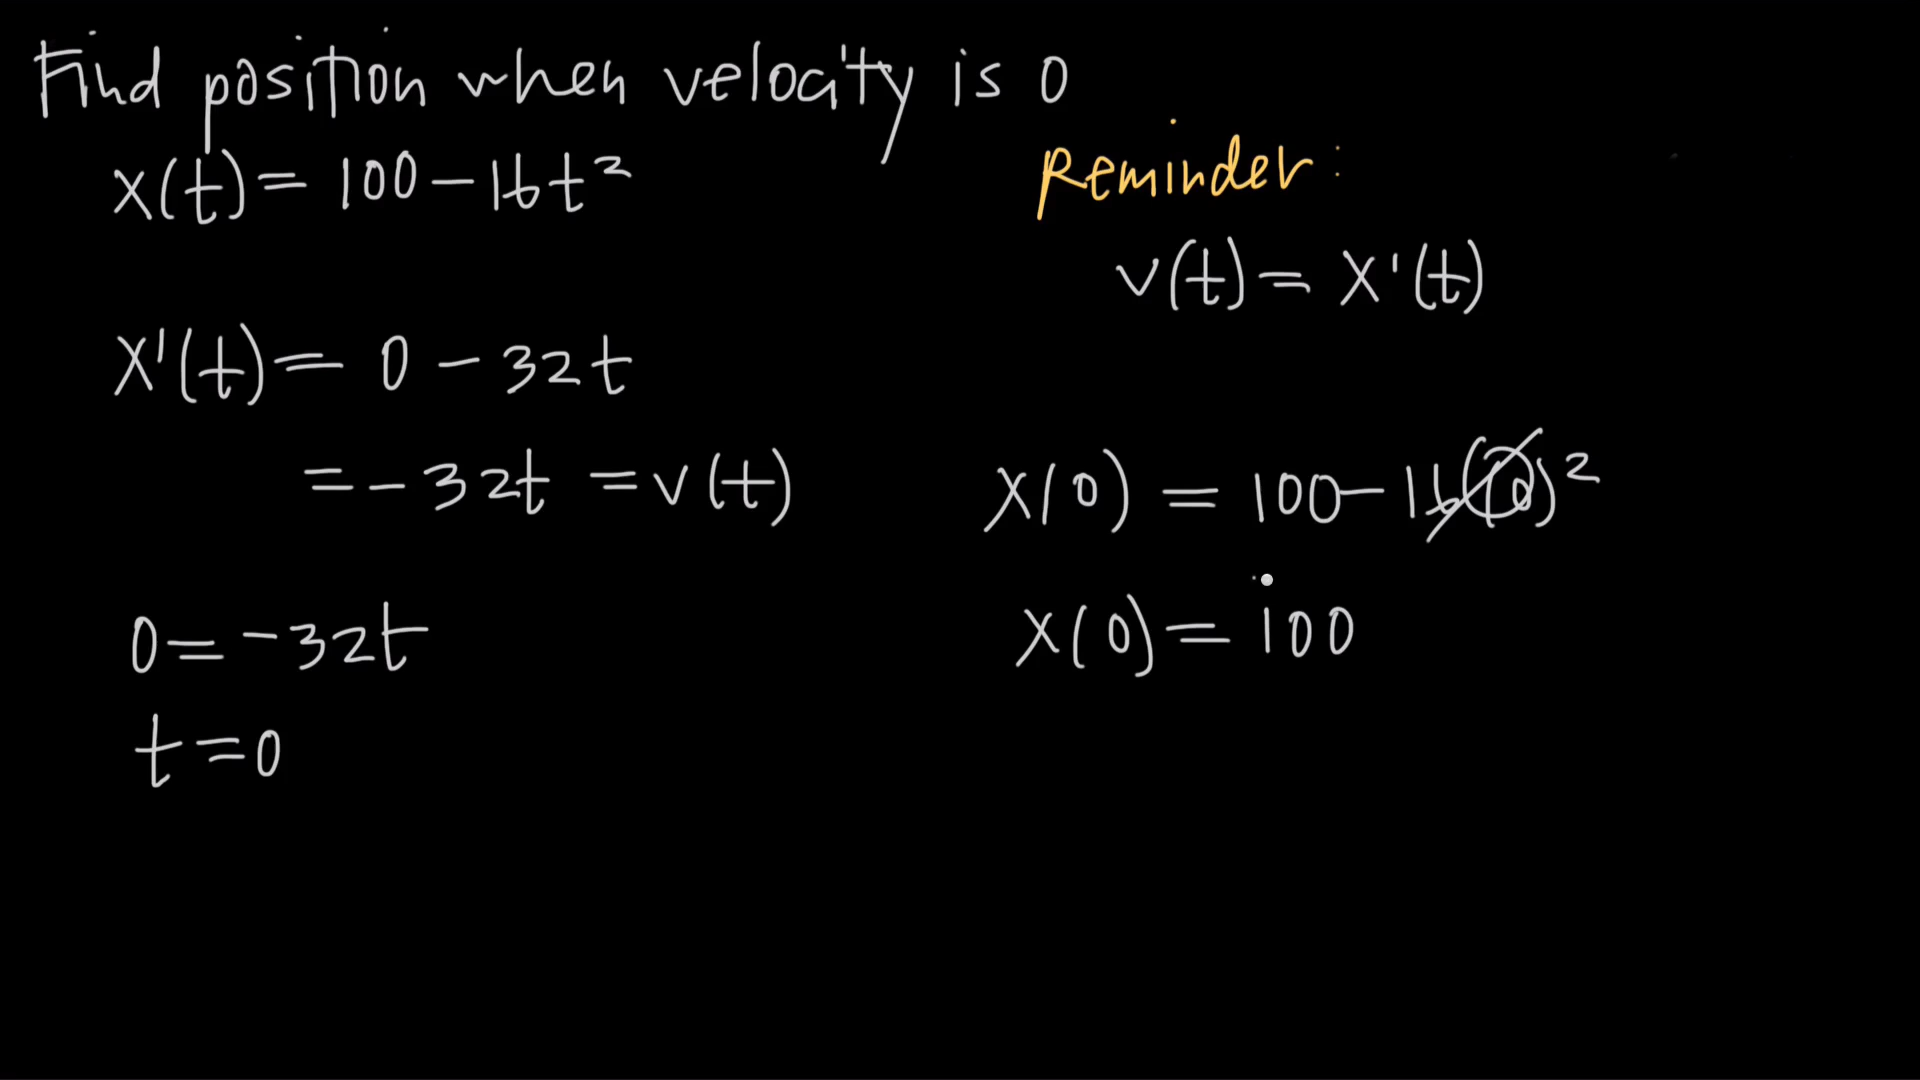 Find position when velocity is 0
x(t) = 100 - 16t²
Reminder:
v(t) = x'(t)
x'(t) = 0 - 32t
= -32t = v(t)
x(0) = 100 - 16(0)²
x(0) = 100
0 = -32t
t = 0